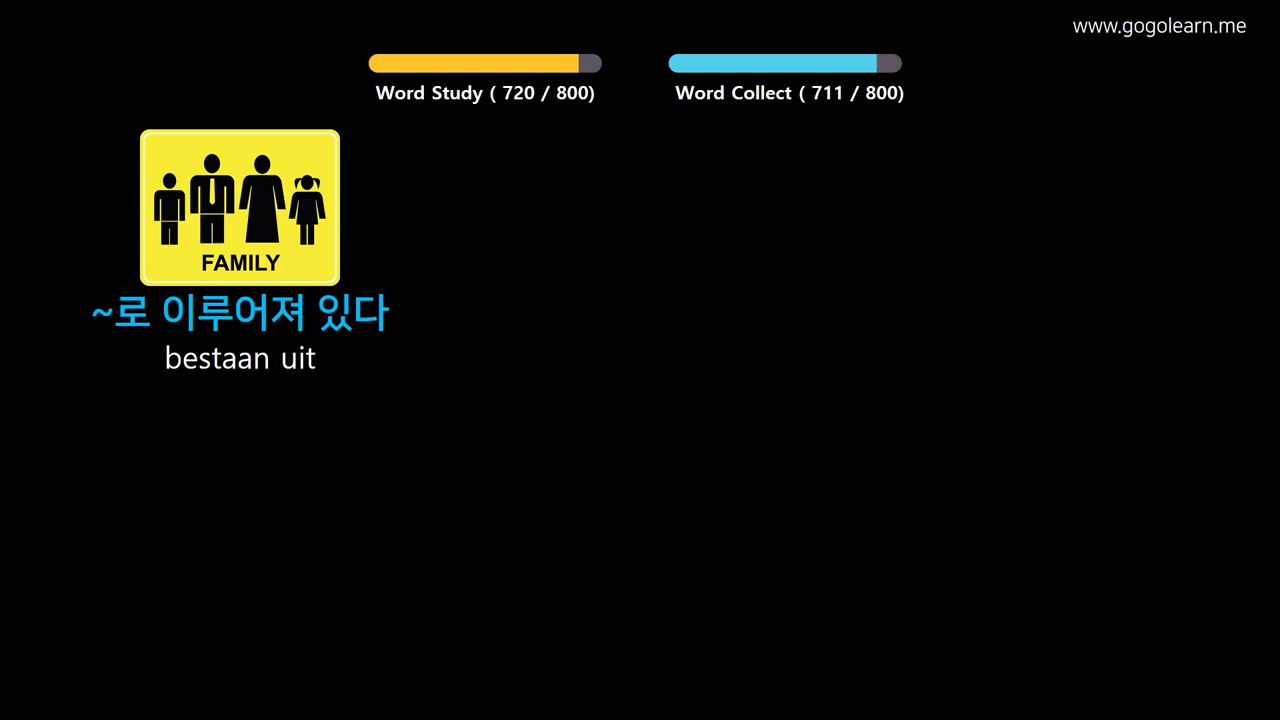 www.gogolearn.me
Word Study ( 720 / 800)
Word Collect ( 711 / 800)
FAMILY
~로 이루어져 있다
bestaan uit